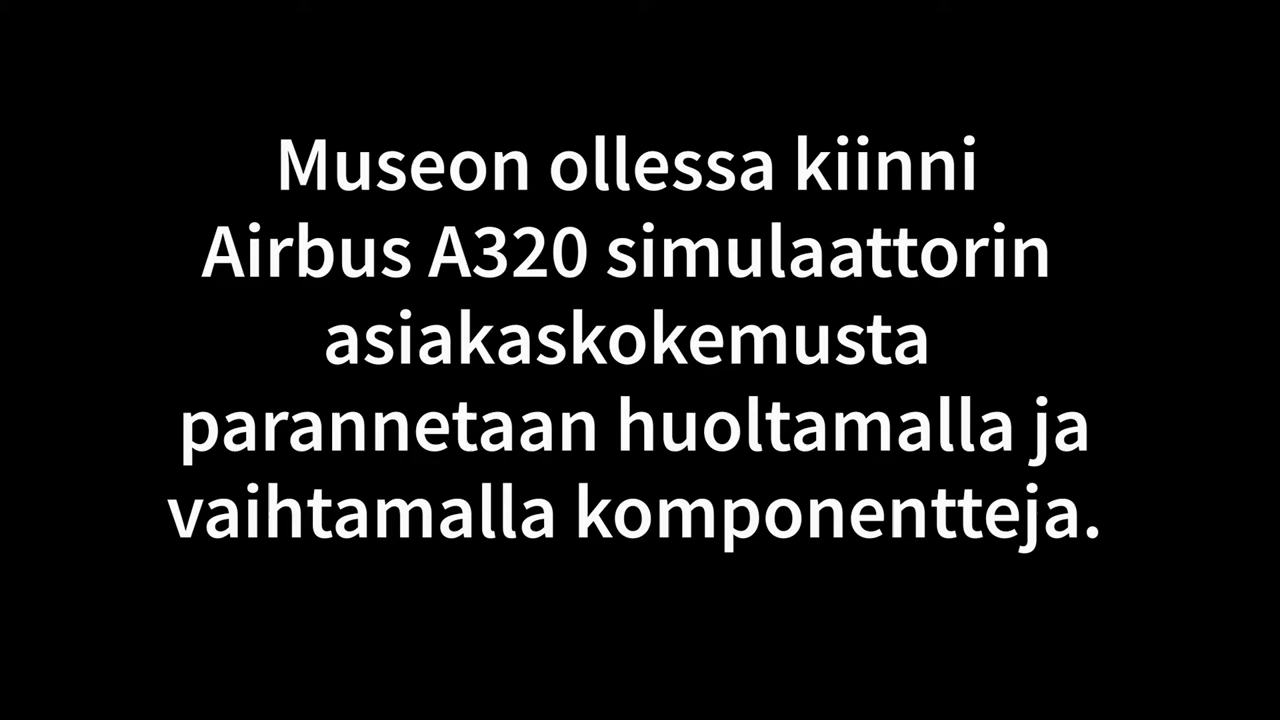 Museon ollessa kiinni
Airbus A320 simulaattorin
asiakaskokemusta
parannetaan huoltamalla ja
vaihtamalla komponentteja.